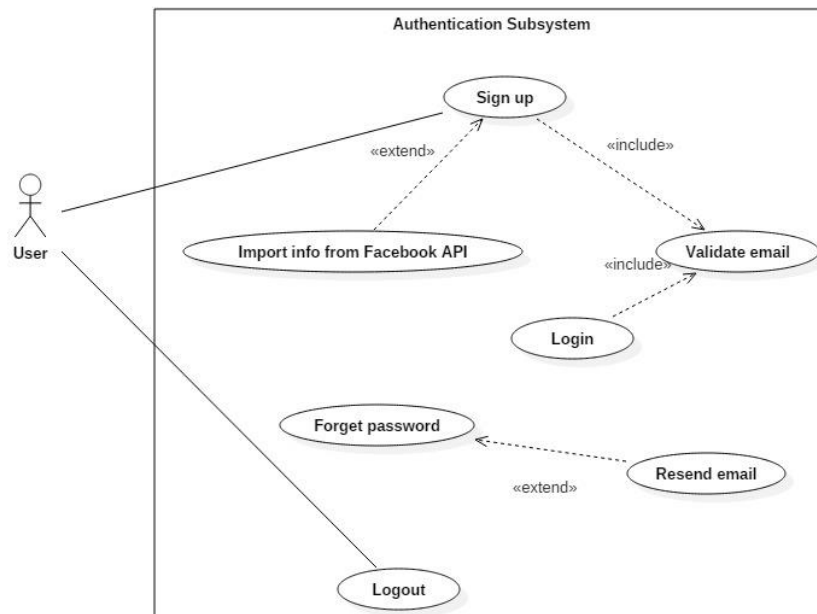 Authentication Subsystem
Sign up
«extend»
«include»
User
Import info from Facebook API
Validate email
«include»
Login
Forget password
Resend email
«extend»
Logout